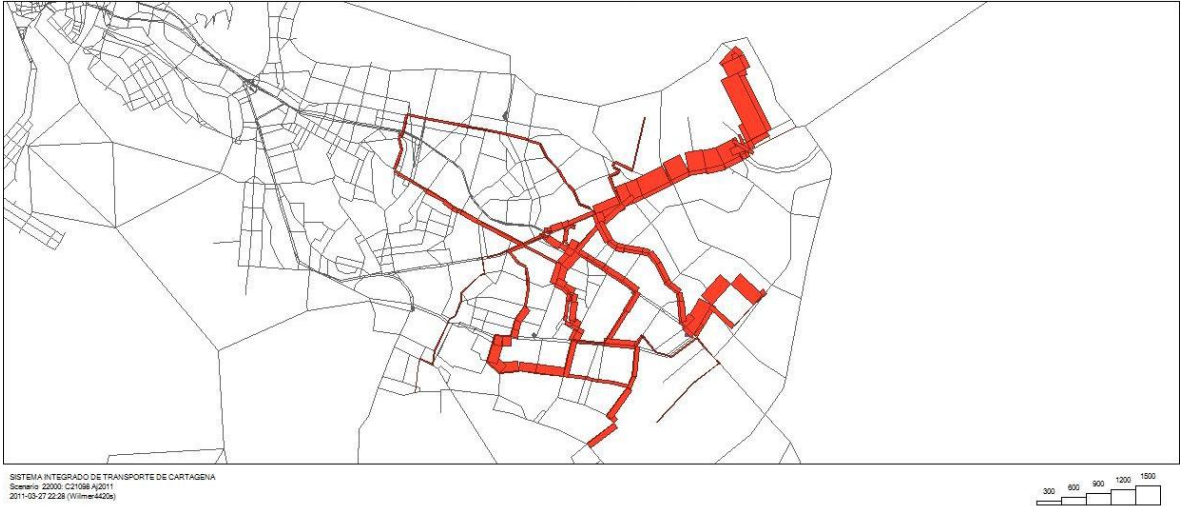 SISTEMA INTEGRADO DE TRANSPORTE DE CARTAGENA
Scenario: 22000: C21098 Aj2011
2011-03-27 22:28 (Wilmer4420s)
300 600 900 1200 1500